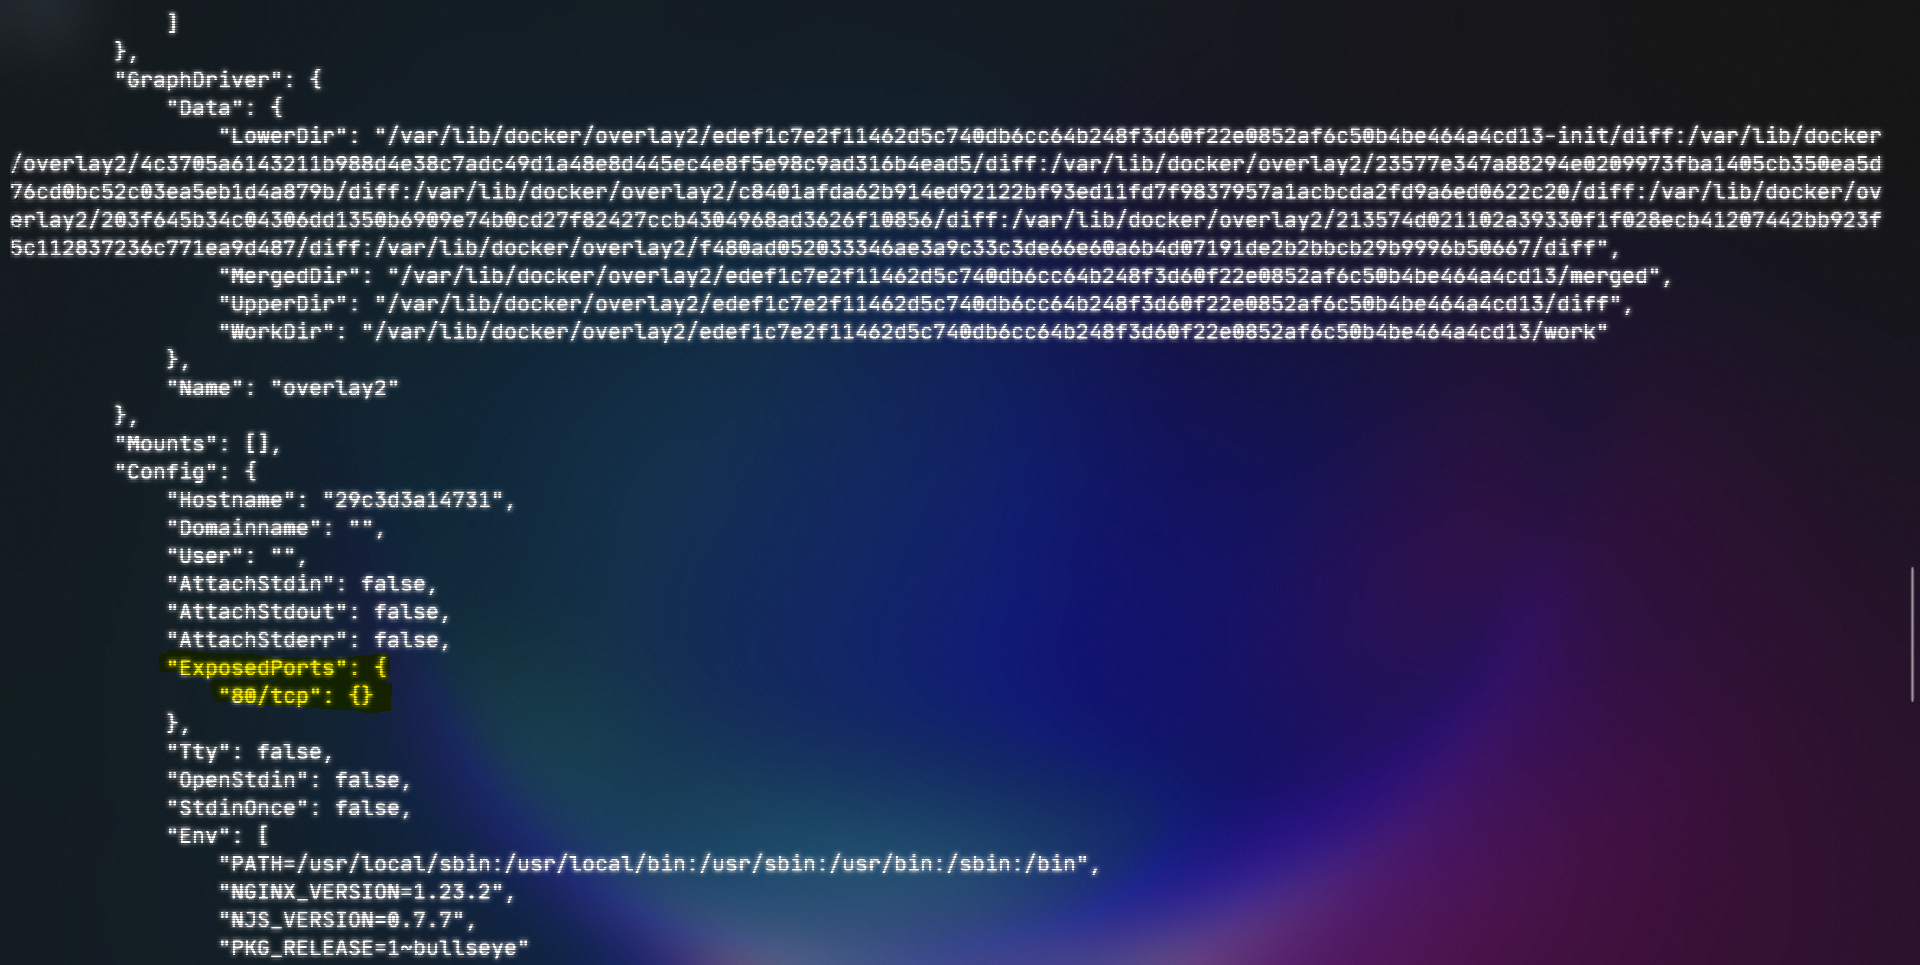 ]
},
"GraphDriver": {
"Data": {
"LowerDir": "/var/lib/docker/overlay2/edef1c7e2f11462d5c740db6cc64b248f3d60f22e0852af6c50b4be464a4cd13-init/diff:/var/lib/docker
/overlay2/4c3705a6143211b988d4e38c7adc49d1a48e8d445ec4e8f5e98c9ad316b4ead5/diff:/var/lib/docker/overlay2/23577e347a88294e0209973fba1405cb350ea5d
76cd0bc52c03ea5eb1d4a879b/diff:/var/lib/docker/overlay2/c8401afda62b914ed92122bf93ed11fd7f9837957a1acbcda2fd9a6ed0622c20/diff:/var/lib/docker/ov
erlay2/203f645b34c04306dd1350b6909e74b0cd27f82427ccb4304968ad3626f10856/diff:/var/lib/docker/overlay2/213574d021102a39330f1f028ecb41207442bb923f
5c112837236c771ea9d487/diff:/var/lib/docker/overlay2/f480ad052033346ae3a9c33c3de66e60a6b4d07191de2b2bbcb29b9996b50667/diff",
"MergedDir": "/var/lib/docker/overlay2/edef1c7e2f11462d5c740db6cc64b248f3d60f22e0852af6c50b4be464a4cd13/merged",
"UpperDir": "/var/lib/docker/overlay2/edef1c7e2f11462d5c740db6cc64b248f3d60f22e0852af6c50b4be464a4cd13/diff",
"WorkDir": "/var/lib/docker/overlay2/edef1c7e2f11462d5c740db6cc64b248f3d60f22e0852af6c50b4be464a4cd13/work"
},
"Name": "overlay2"
},
"Mounts": [],
"Config": {
"Hostname": "29c3d3a14731",
"Domainname": "",
"User": "",
"AttachStdin": false,
"AttachStdout": false,
"AttachStderr": false,
"ExposedPorts": {
"80/tcp": {}
},
"Tty": false,
"OpenStdin": false,
"StdinOnce": false,
"Env": [
"PATH=/usr/local/sbin:/usr/local/bin:/usr/sbin:/usr/bin:/sbin:/bin",
"NGINX_VERSION=1.23.2",
"NJS_VERSION=0.7.7",
"PKG_RELEASE=1~bullseye"